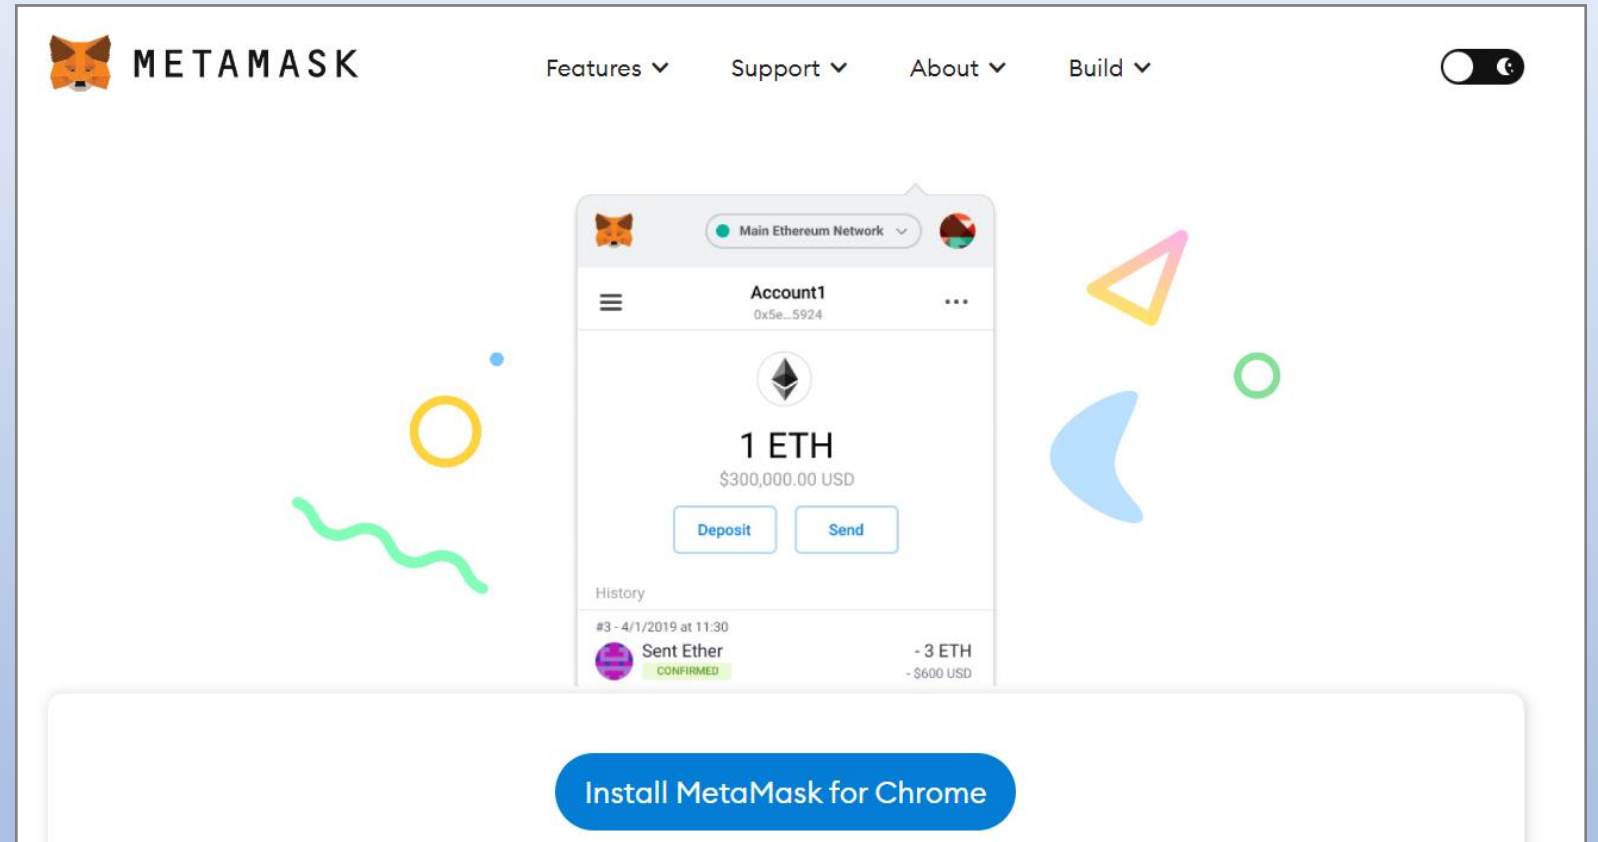 METAMASK
Features
Support
About
Build
Main Ethereum Network
Account1
0x5e...5924
1 ETH
$300,000.00 USD
Deposit
Send
History
#3 - 4/1/2019 at 11:30
Sent Ether
- 3 ETH
CONFIRMED
- $600 USD
Install MetaMask for Chrome